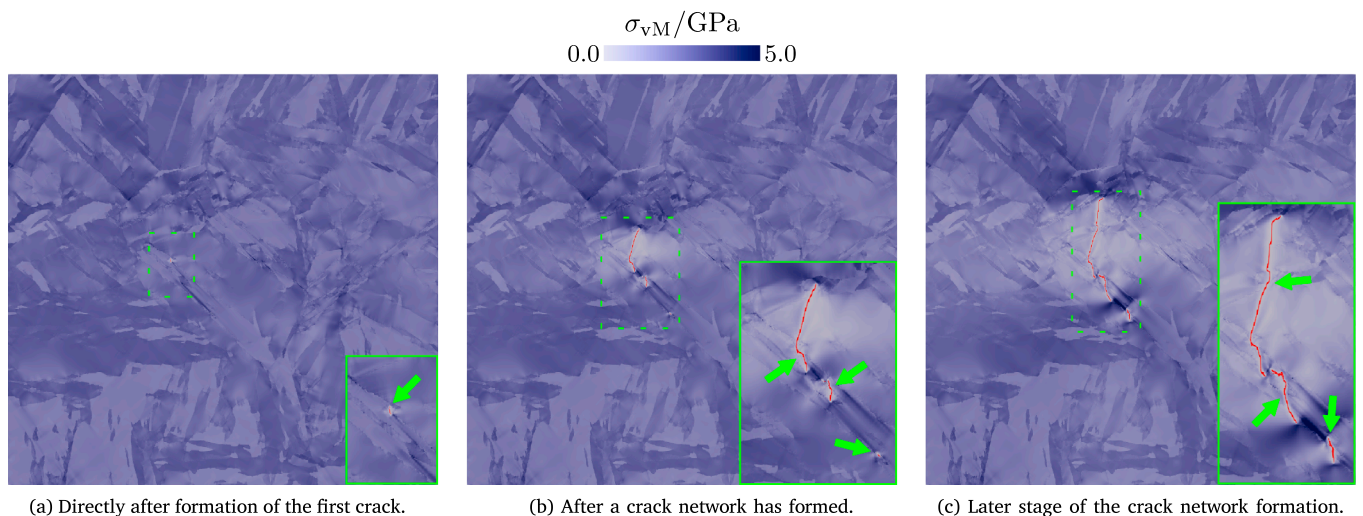 σvM/GPa
0.0 5.0
(a) Directly after formation of the first crack.
(b) After a crack network has formed.
(c) Later stage of the crack network formation.